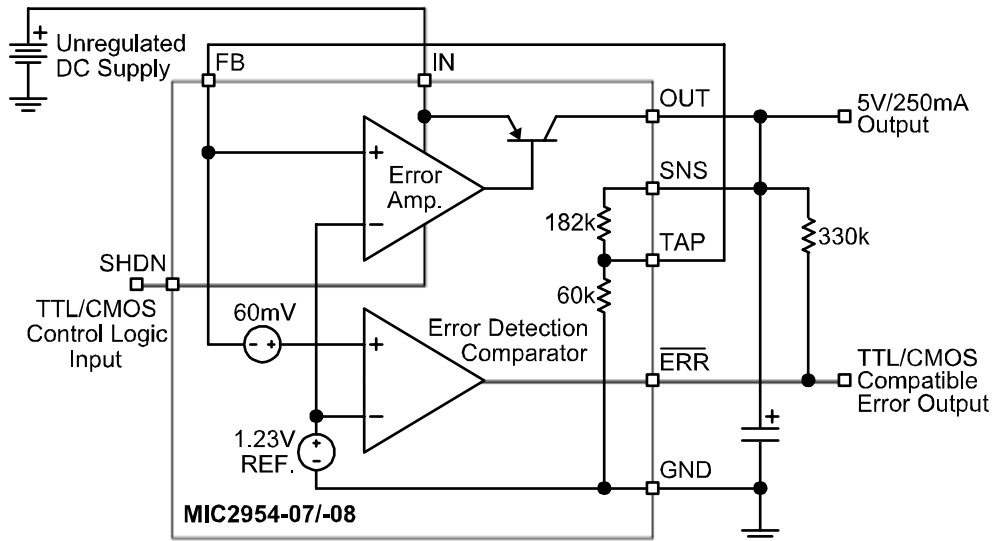 Unregulated
DC Supply
FB
IN
OUT
5V/250mA
Output
+
Error
Amp.
−
SNS
182k
330k
TAP
SHDN
TTL/CMOS
Control Logic
Input
60k
60mV
- +
+
Error Detection
Comparator
ERR
TTL/CMOS
Compatible
Error Output
−
+
1.23V
REF.
+
-
GND
MIC2954-07/-08
+